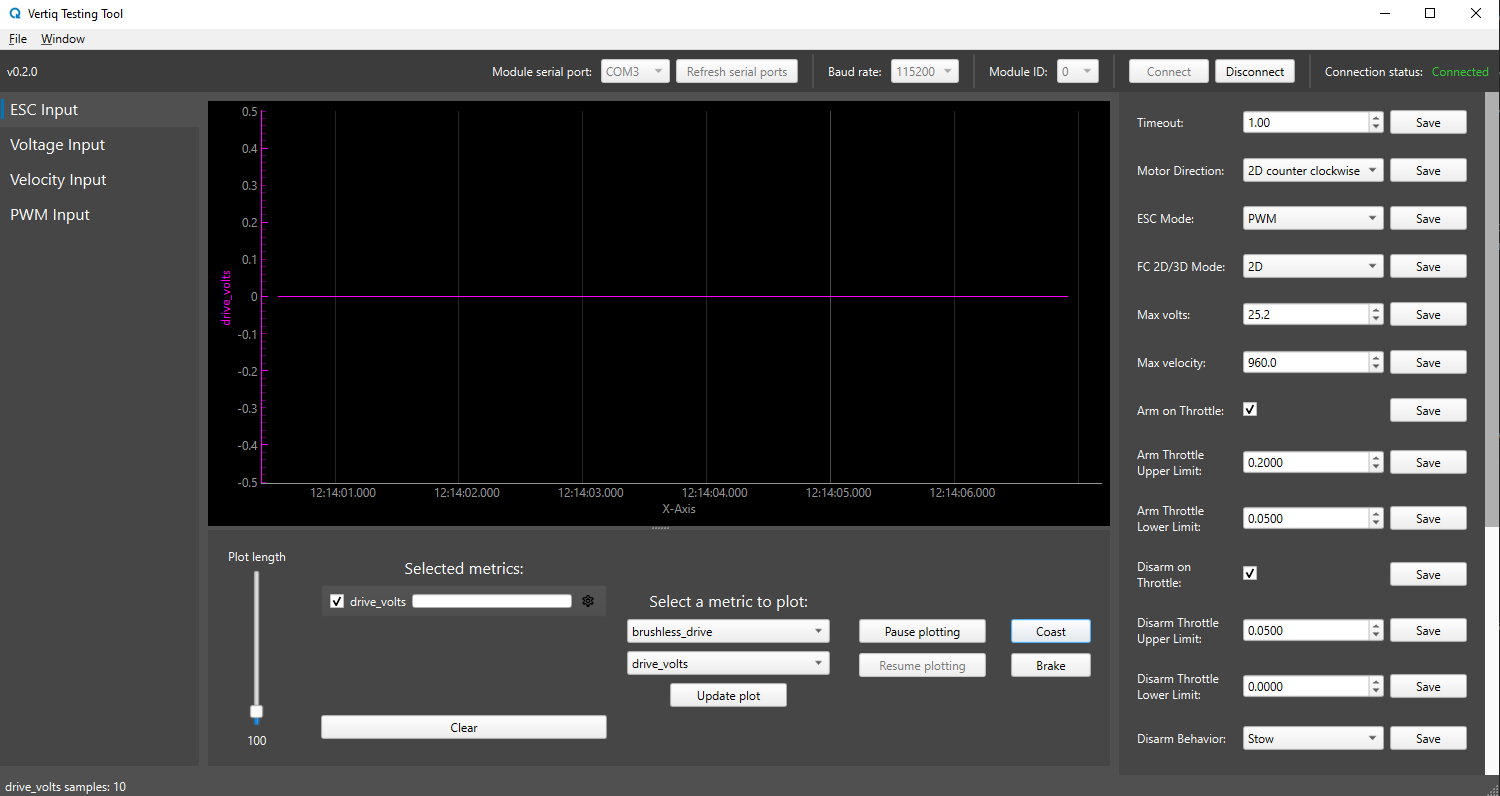 Vertiq Testing Tool
File Window
v0.2.0
Module serial port: COM3 Refresh serial ports Baud rate: 115200 Module ID: 0 Connect Disconnect Connection status: Connected
ESC Input
Voltage Input
Velocity Input
PWM Input
0.5
0.4
0.3
0.2
0.1
0
-0.1
-0.2
-0.3
-0.4
-0.5
drive_volts
12:14:01.000 12:14:02.000 12:14:03.000 12:14:04.000 12:14:05.000 12:14:06.000
X-Axis
Plot length
100
Selected metrics:
drive_volts
Clear
Select a metric to plot:
brushless_drive
drive_volts
Update plot
Pause plotting
Resume plotting
Coast
Brake
Timeout: 1.00 Save
Motor Direction: 2D counter clockwise Save
ESC Mode: PWM Save
FC 2D/3D Mode: 2D Save
Max volts: 25.2 Save
Max velocity: 960.0 Save
Arm on Throttle: Save
Arm Throttle
Upper Limit: 0.2000 Save
Arm Throttle
Lower Limit: 0.0500 Save
Disarm on
Throttle: Save
Disarm Throttle
Upper Limit: 0.0500 Save
Disarm Throttle
Lower Limit: 0.0000 Save
Disarm Behavior: Stow Save
drive_volts samples: 10